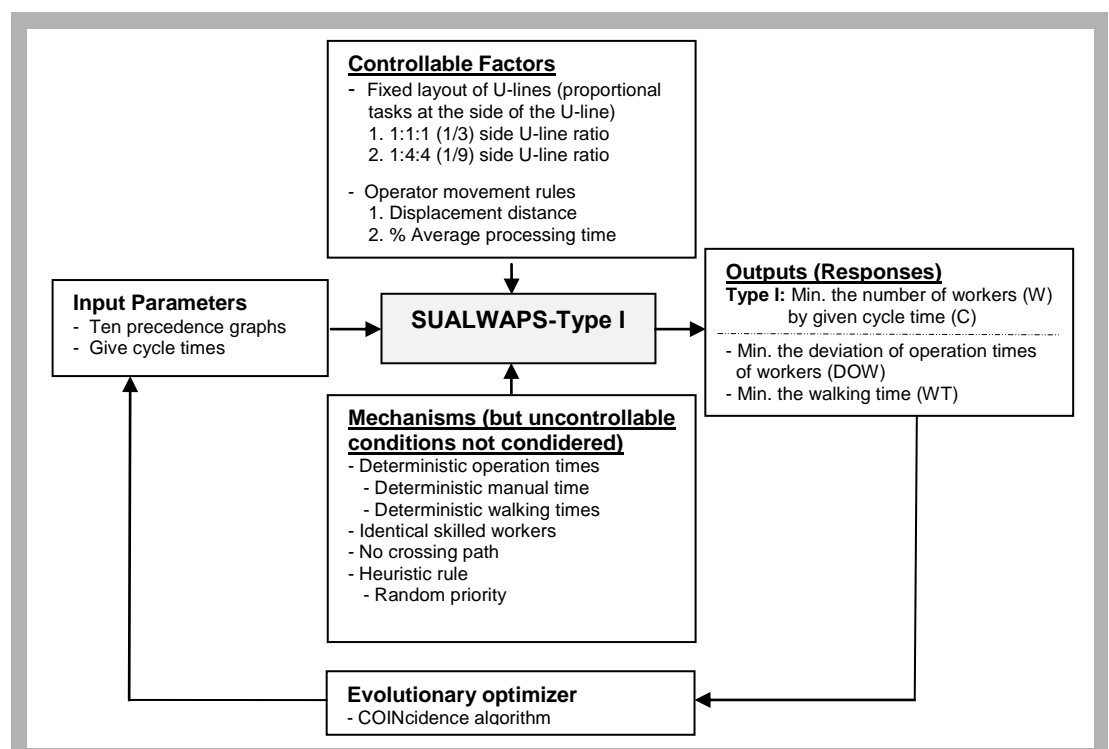 Controllable Factors
- Fixed layout of U-lines (proportional
tasks at the side of the U-line)
1. 1:1:1 (1/3) side U-line ratio
2. 1:4:4 (1/9) side U-line ratio
- Operator movement rules
1. Displacement distance
2. % Average processing time
Input Parameters
- Ten precedence graphs
- Give cycle times
SUALWAPS-Type I
Outputs (Responses)
Type I: Min. the number of workers (W)
by given cycle time (C)
- Min. the deviation of operation times
of workers (DOW)
- Min. the walking time (WT)
Mechanisms (but uncontrollable
conditions not condidered)
- Deterministic operation times
- Deterministic manual time
- Deterministic walking times
- Identical skilled workers
- No crossing path
- Heuristic rule
- Random priority
Evolutionary optimizer
- COINcidence algorithm